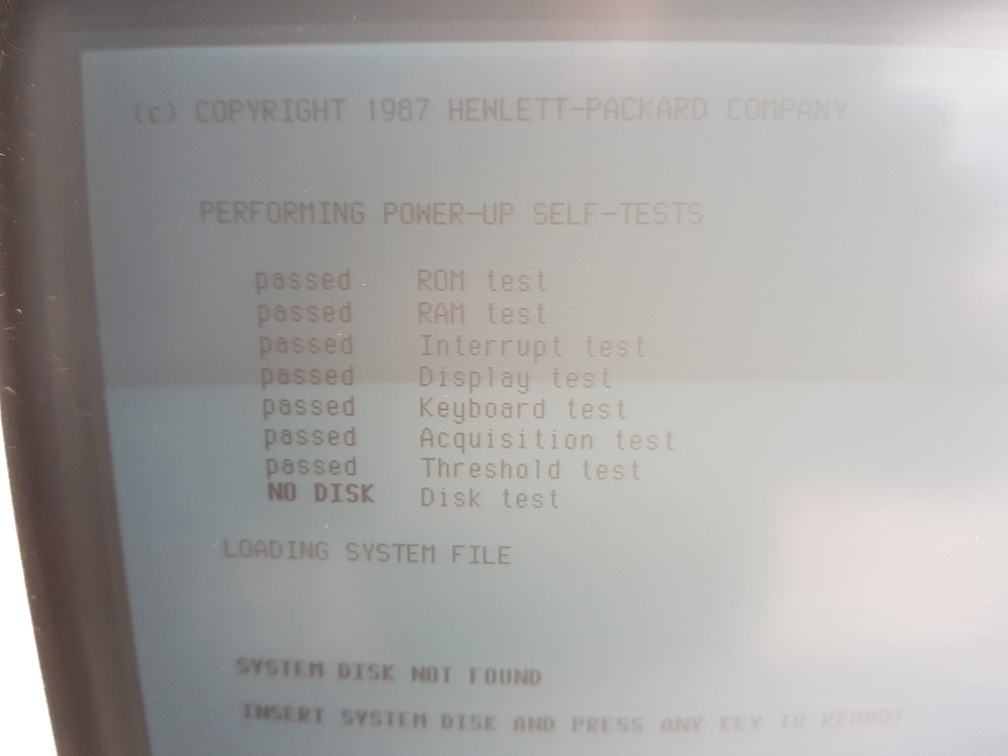 (c) COPYRIGHT 1987 HEWLETT-PACKARD COMPANY
PERFORMING POWER-UP SELF-TESTS
passed ROM test
passed RAM test
passed Interrupt test
passed Display test
passed Keyboard test
passed Acquisition test
passed Threshold test
NO DISK Disk test
LOADING SYSTEM FILE
SYSTEM DISK NOT FOUND
INSERT SYSTEM DISK AND PRESS ANY KEY TO REBOOT